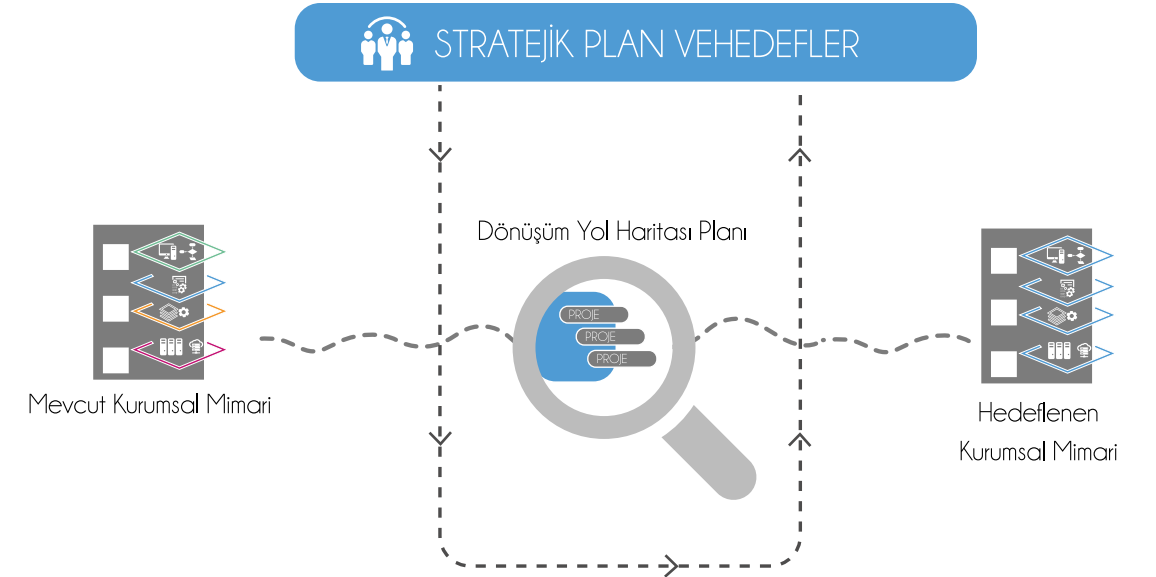 STRATEJİK PLAN VEHEDEFLER
Dönüşüm Yol Haritası Planı
PROJE
PROJE
PROJE
Mevcut Kurumsal Mimari
Hedeflenen
Kurumsal Mimari